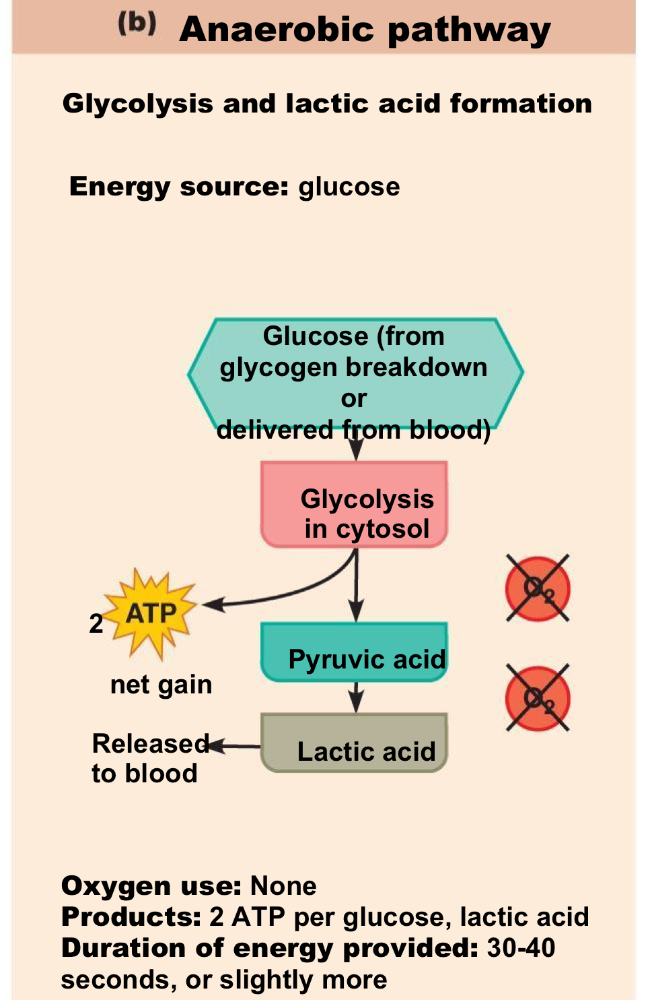 (b) Anaerobic pathway
Glycolysis and lactic acid formation
Energy source: glucose
Glucose (from
glycogen breakdown
or
delivered from blood)
Glycolysis
in cytosol
O2
2 ATP
net gain
Pyruvic acid
O2
Released
to blood
Lactic acid
Oxygen use: None
Products: 2 ATP per glucose, lactic acid
Duration of energy provided: 30-40
seconds, or slightly more